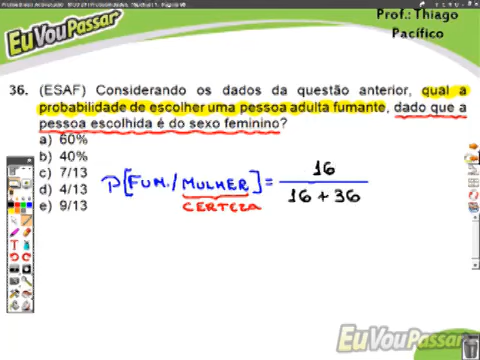 EuVouPassar
Prof.: Thiago
Pacífico
36. (ESAF) Considerando os dados da questão anterior, qual a
probabilidade de escolher uma pessoa adulta fumante, dado que a
pessoa escolhida é do sexo feminino?
a) 60%
b) 40%
c) 7/13
d) 4/13
e) 9/13
P[FUM./MULHER] = 16
16 + 36
CERTEZA
EuVouPassar